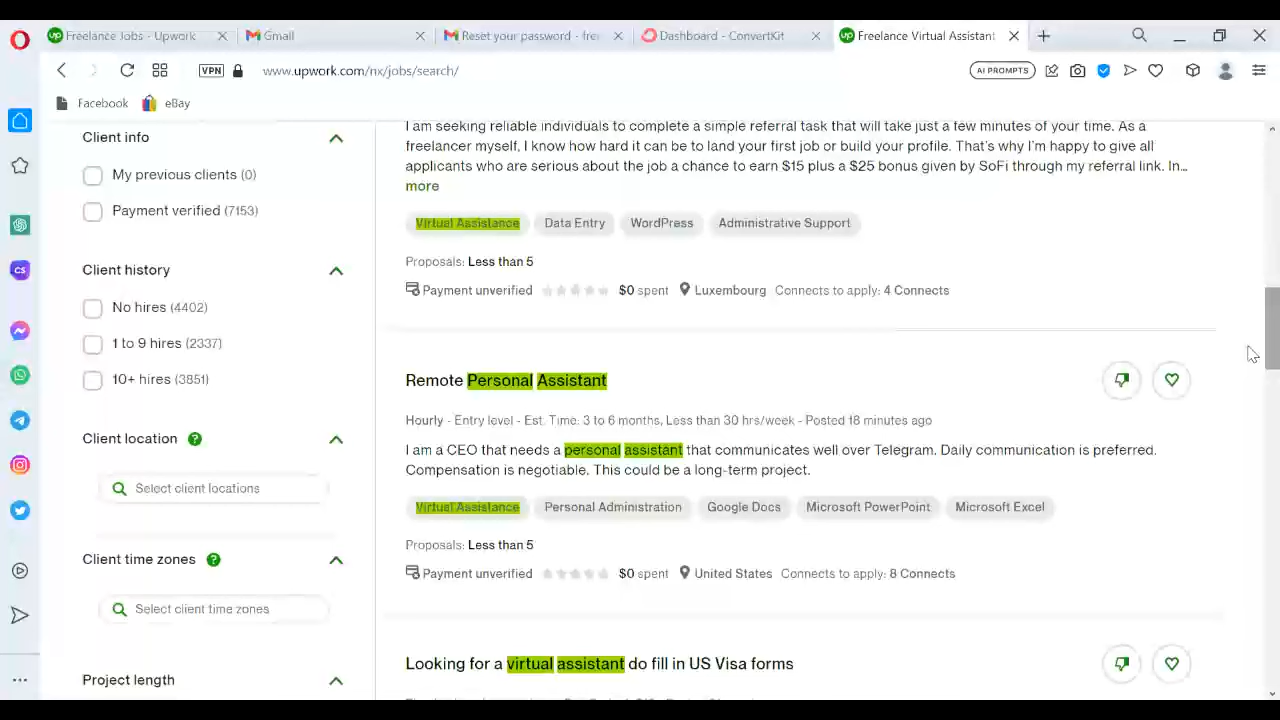 Freelance Jobs - Upwork
Gmail
Reset your password - free
Dashboard - ConvertKit
Freelance Virtual Assistant
VPN
www.upwork.com/nx/jobs/search/
AI PROMPTS
Facebook
eBay
Client info
My previous clients (0)
Payment verified (7153)
Client history
No hires (4402)
1 to 9 hires (2337)
10+ hires (3851)
Client location
Select client locations
Client time zones
Select client time zones
Project length
I am seeking reliable individuals to complete a simple referral task that will take just a few minutes of your time. As a
freelancer myself, I know how hard it can be to land your first job or build your profile. That's why I'm happy to give all
applicants who are serious about the job a chance to earn $15 plus a $25 bonus given by SoFi through my referral link. In...
more
Virtual Assistance Data Entry WordPress Administrative Support
Proposals: Less than 5
Payment unverified $0 spent Luxembourg Connects to apply: 4 Connects
Remote Personal Assistant
Hourly - Entry level - Est. Time: 3 to 6 months, Less than 30 hrs/week - Posted 18 minutes ago
I am a CEO that needs a personal assistant that communicates well over Telegram. Daily communication is preferred.
Compensation is negotiable. This could be a long-term project.
Virtual Assistance Personal Administration Google Docs Microsoft PowerPoint Microsoft Excel
Proposals: Less than 5
Payment unverified $0 spent United States Connects to apply: 8 Connects
Looking for a virtual assistant do fill in US Visa forms